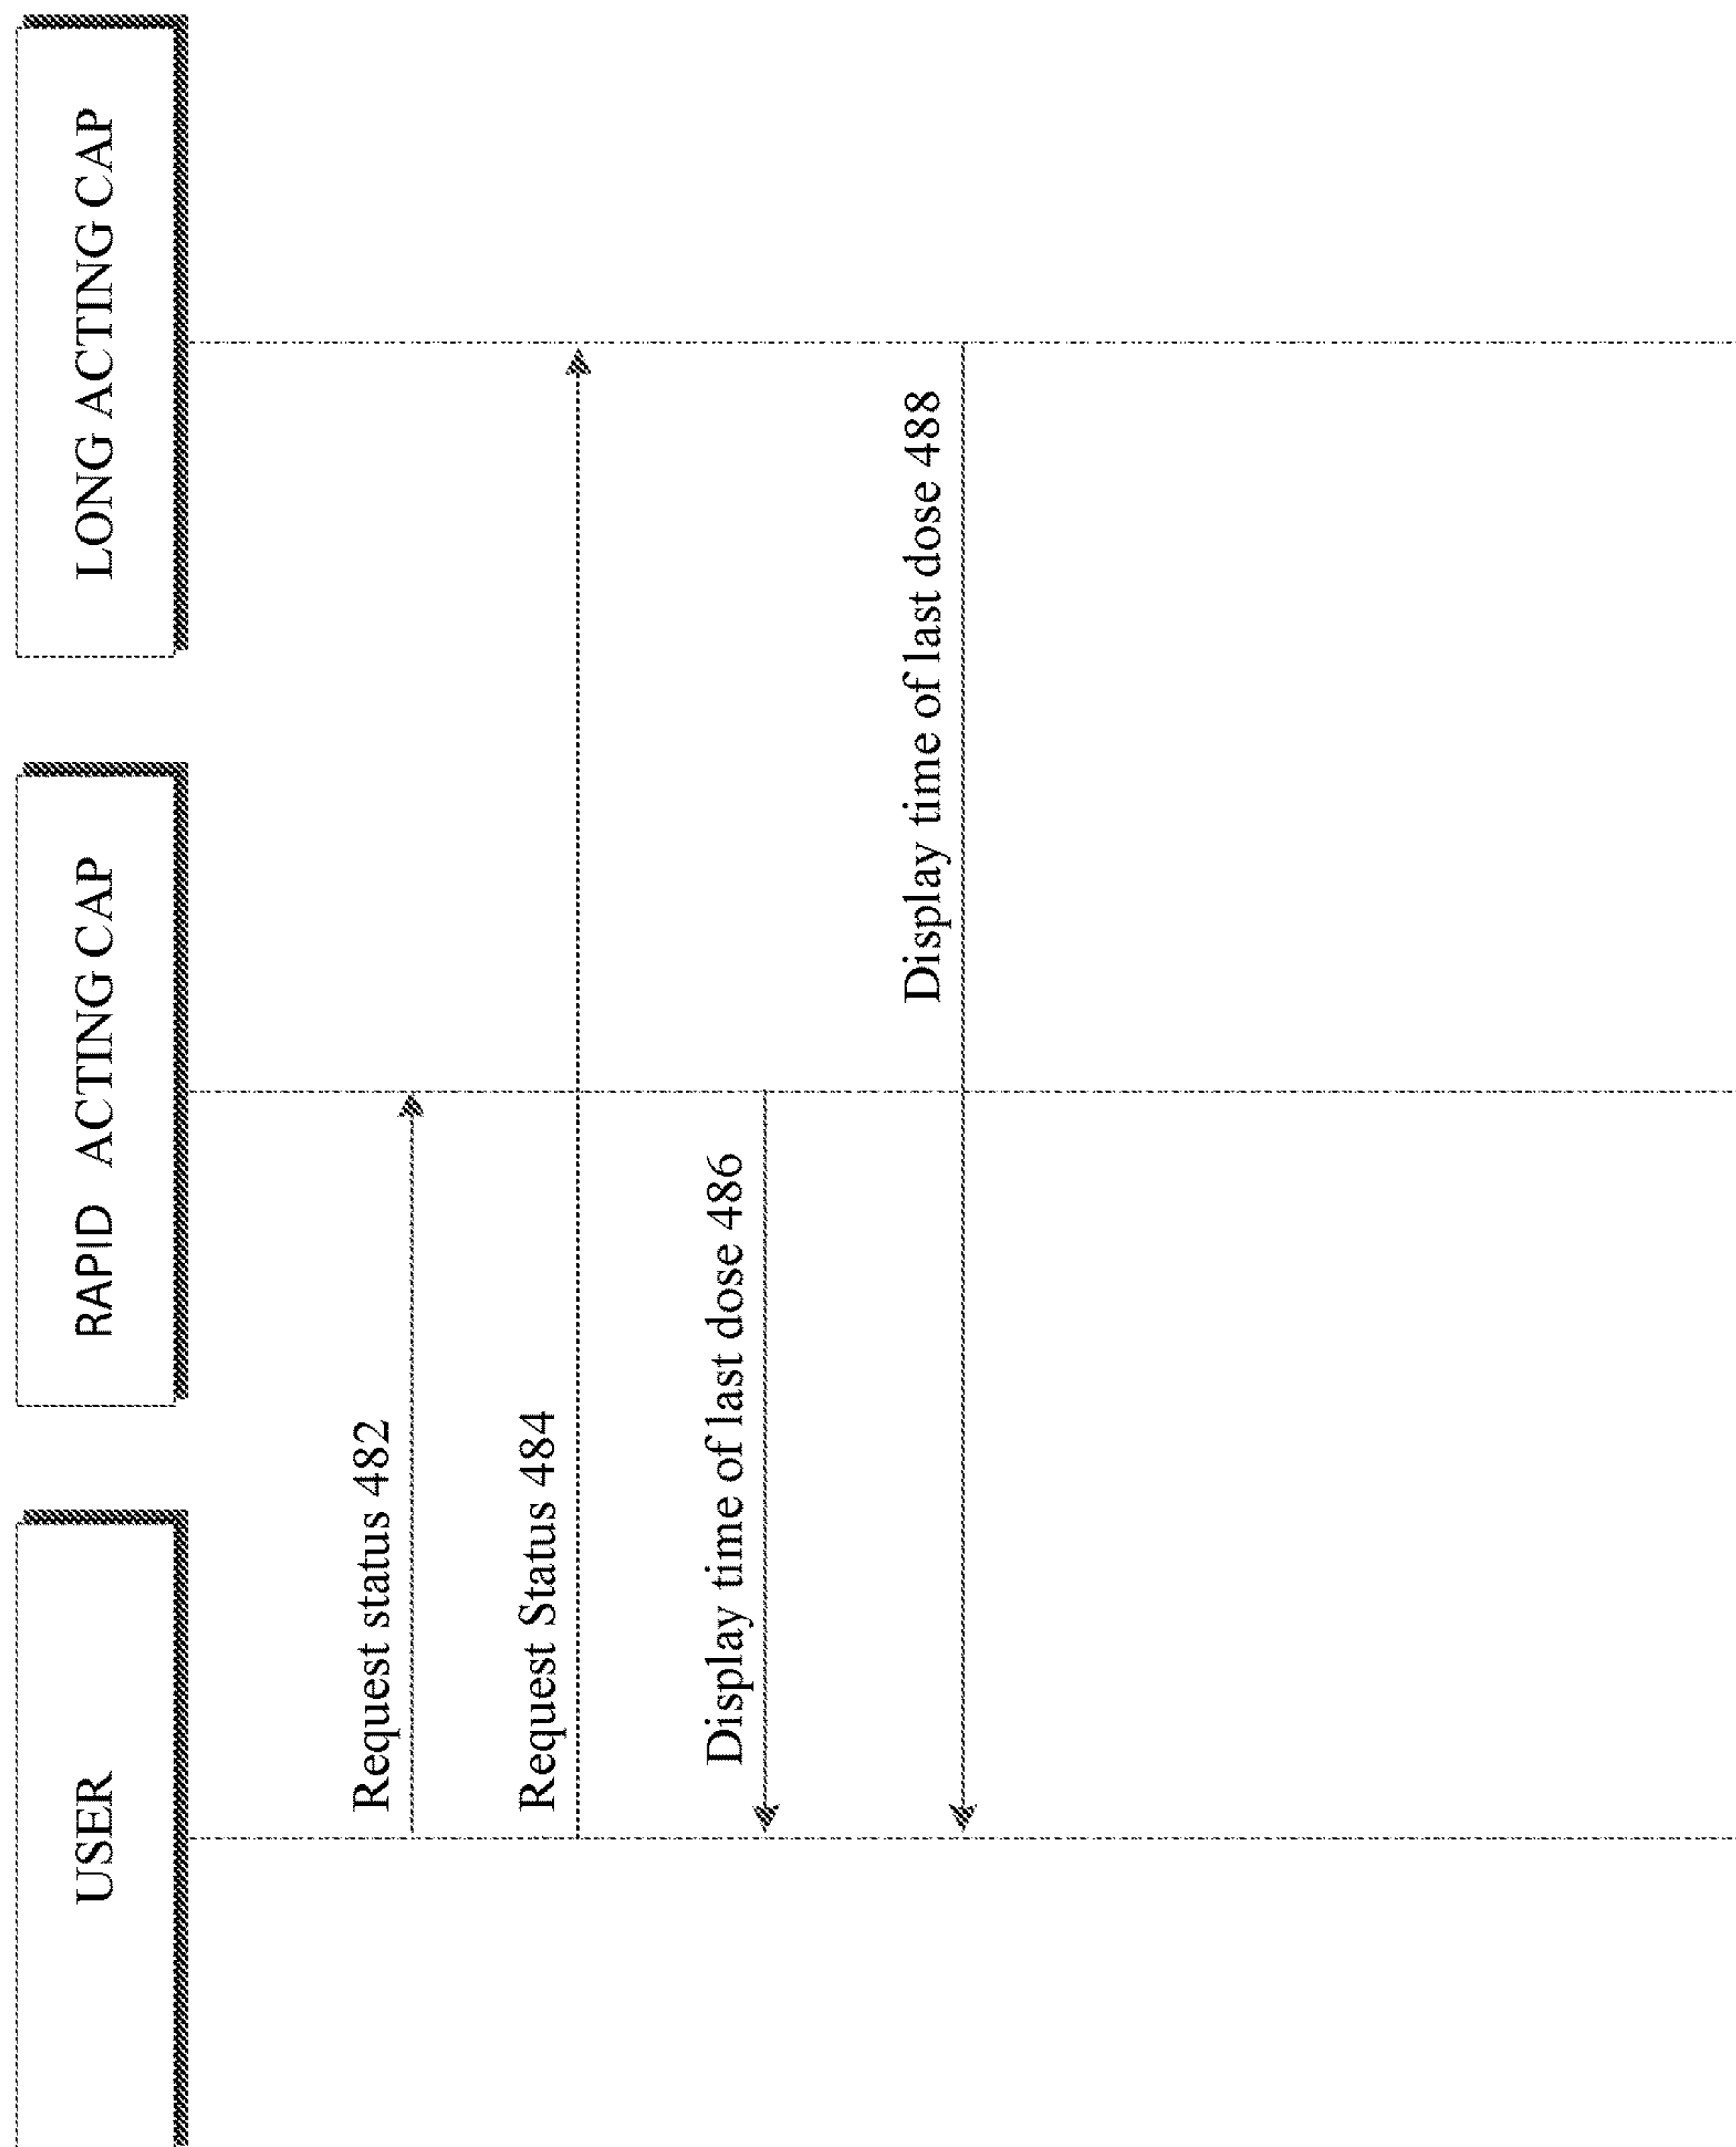 USER
RAPID ACTING CAP
LONG ACTING CAP
Request status 482
Request Status 484
Display time of last dose 486
Display time of last dose 488